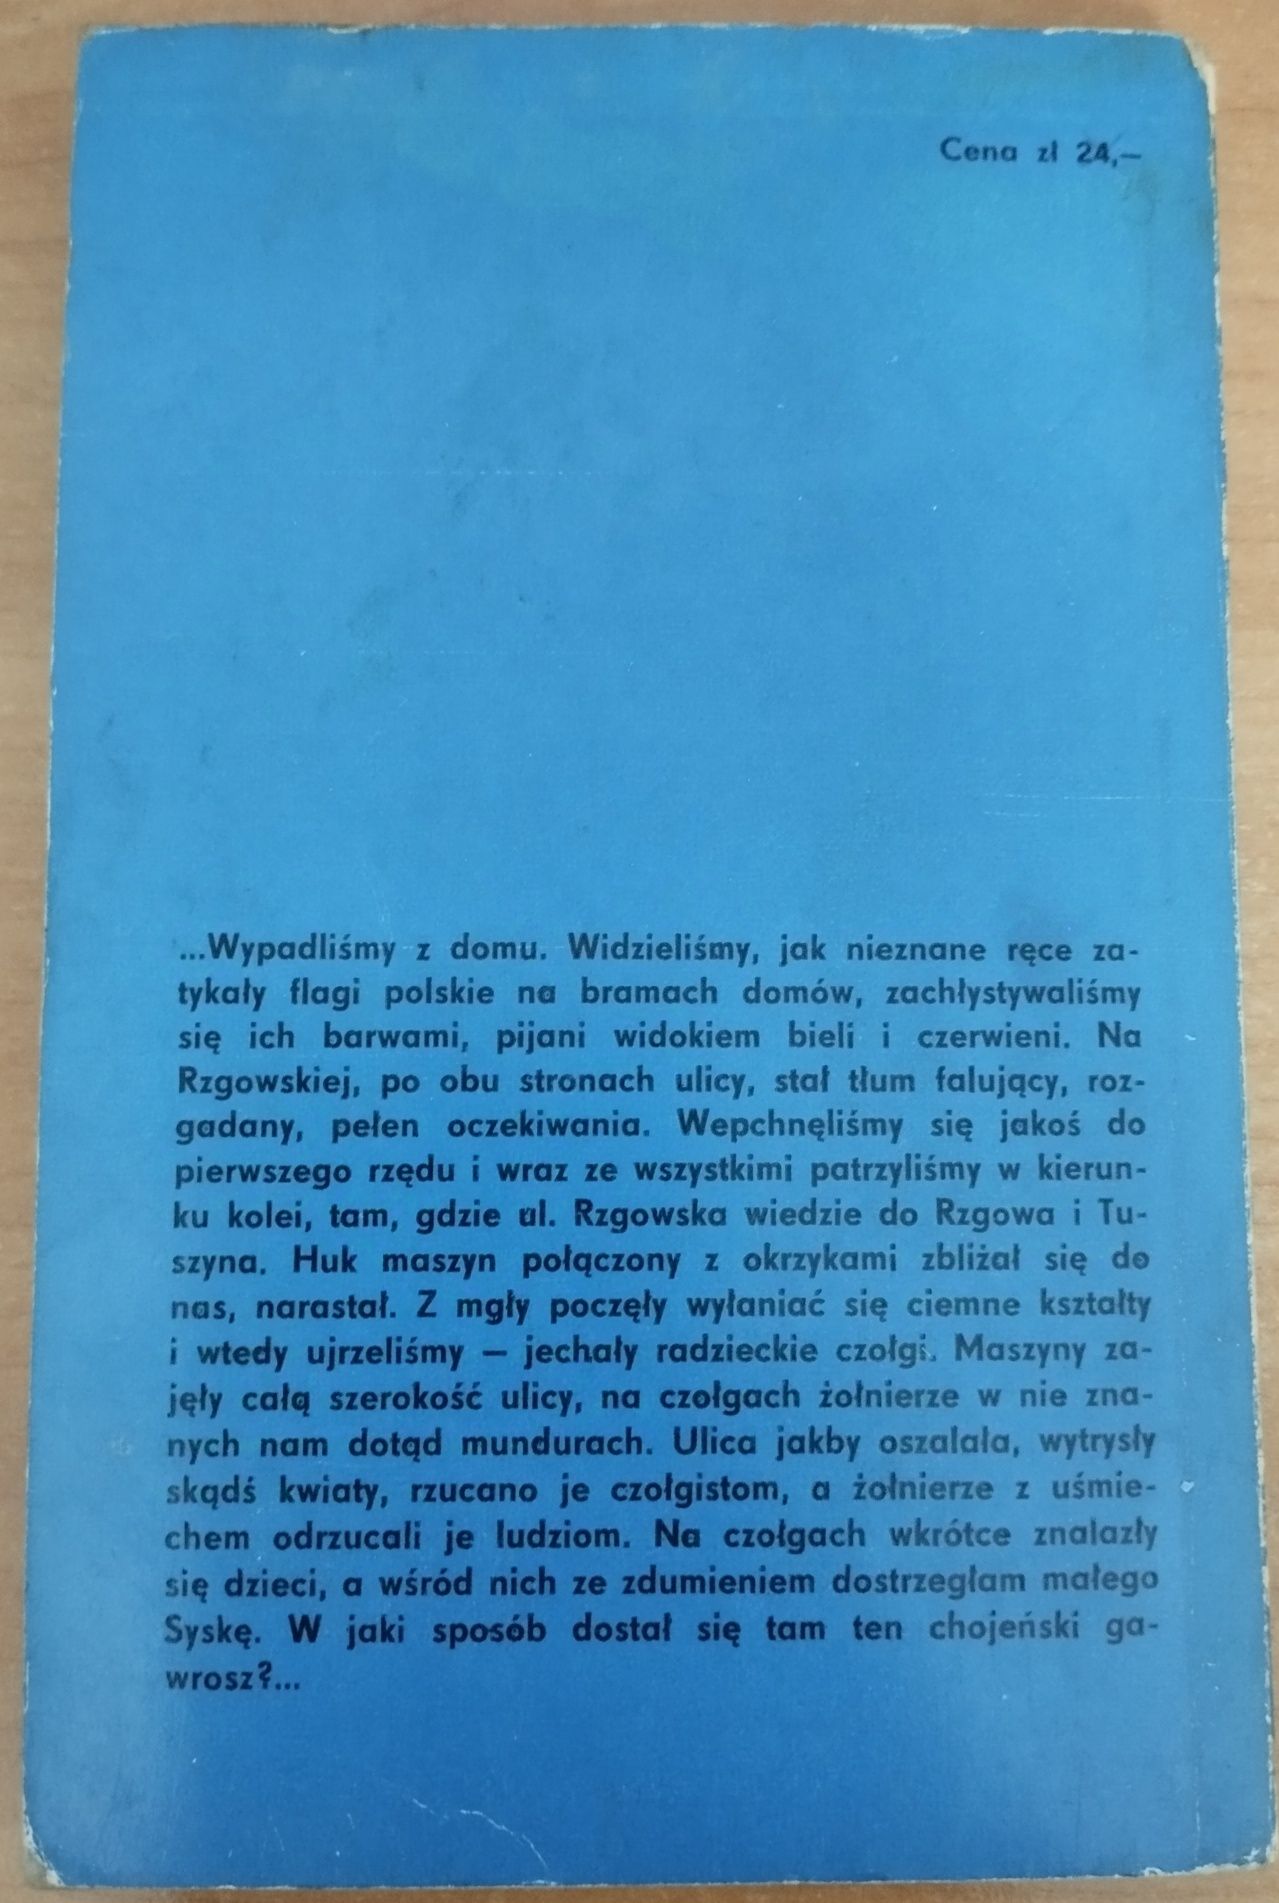 Cena zł 24,—
...Wypadliśmy z domu. Widzieliśmy, jak nieznane ręce za-
tykały flagi polskie na bramach domów, zachłystywaliśmy
się ich barwami, pijani widokiem bieli i czerwieni. Na
Rzgowskiej, po obu stronach ulicy, stał tłum falujący, roz-
gadany, pełen oczekiwania. Wepchnęliśmy się jakoś do
pierwszego rzędu i wraz ze wszystkimi patrzyliśmy w kierun-
ku kolei, tam, gdzie ul. Rzgowska wiedzie do Rzgowa i Tu-
szyna. Huk maszyn połączony z okrzykami zbliżał się do
nas, narastał. Z mgły poczęły wyłaniać się ciemne kształty
i wtedy ujrzeliśmy — jechały radzieckie czołgi. Maszyny za-
jęły całą szerokość ulicy, na czołgach żołnierze w nie zna-
nych nam dotąd mundurach. Ulica jakby oszalała, wytrysły
skądś kwiaty, rzucano je czołgistom, a żołnierze z uśmie-
chem odrzucali je ludziom. Na czołgach wkrótce znalazły
się dzieci, a wśród nich ze zdumieniem dostrzegłam małego
Syskę. W jaki sposób dostał się tam ten chojeński ga-
wrosz?...